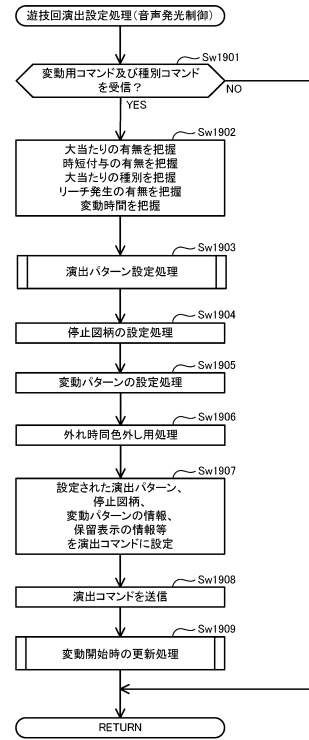 遊技回演出設定処理(音声発光制御)
Sw1901
変動用コマンド及び種別コマンド
を受信？
NO
YES
Sw1902
大当たりの有無を把握
時短付与の有無を把握
大当たりの種別を把握
リーチ発生の有無を把握
変動時間を把握
Sw1903
演出パターン設定処理
Sw1904
停止図柄の設定処理
Sw1905
変動パターンの設定処理
Sw1906
外れ時同色外し用処理
Sw1907
設定された演出パターン、
停止図柄、
変動パターンの情報、
保留表示の情報等
を演出コマンドに設定
Sw1908
演出コマンドを送信
Sw1909
変動開始時の更新処理
RETURN